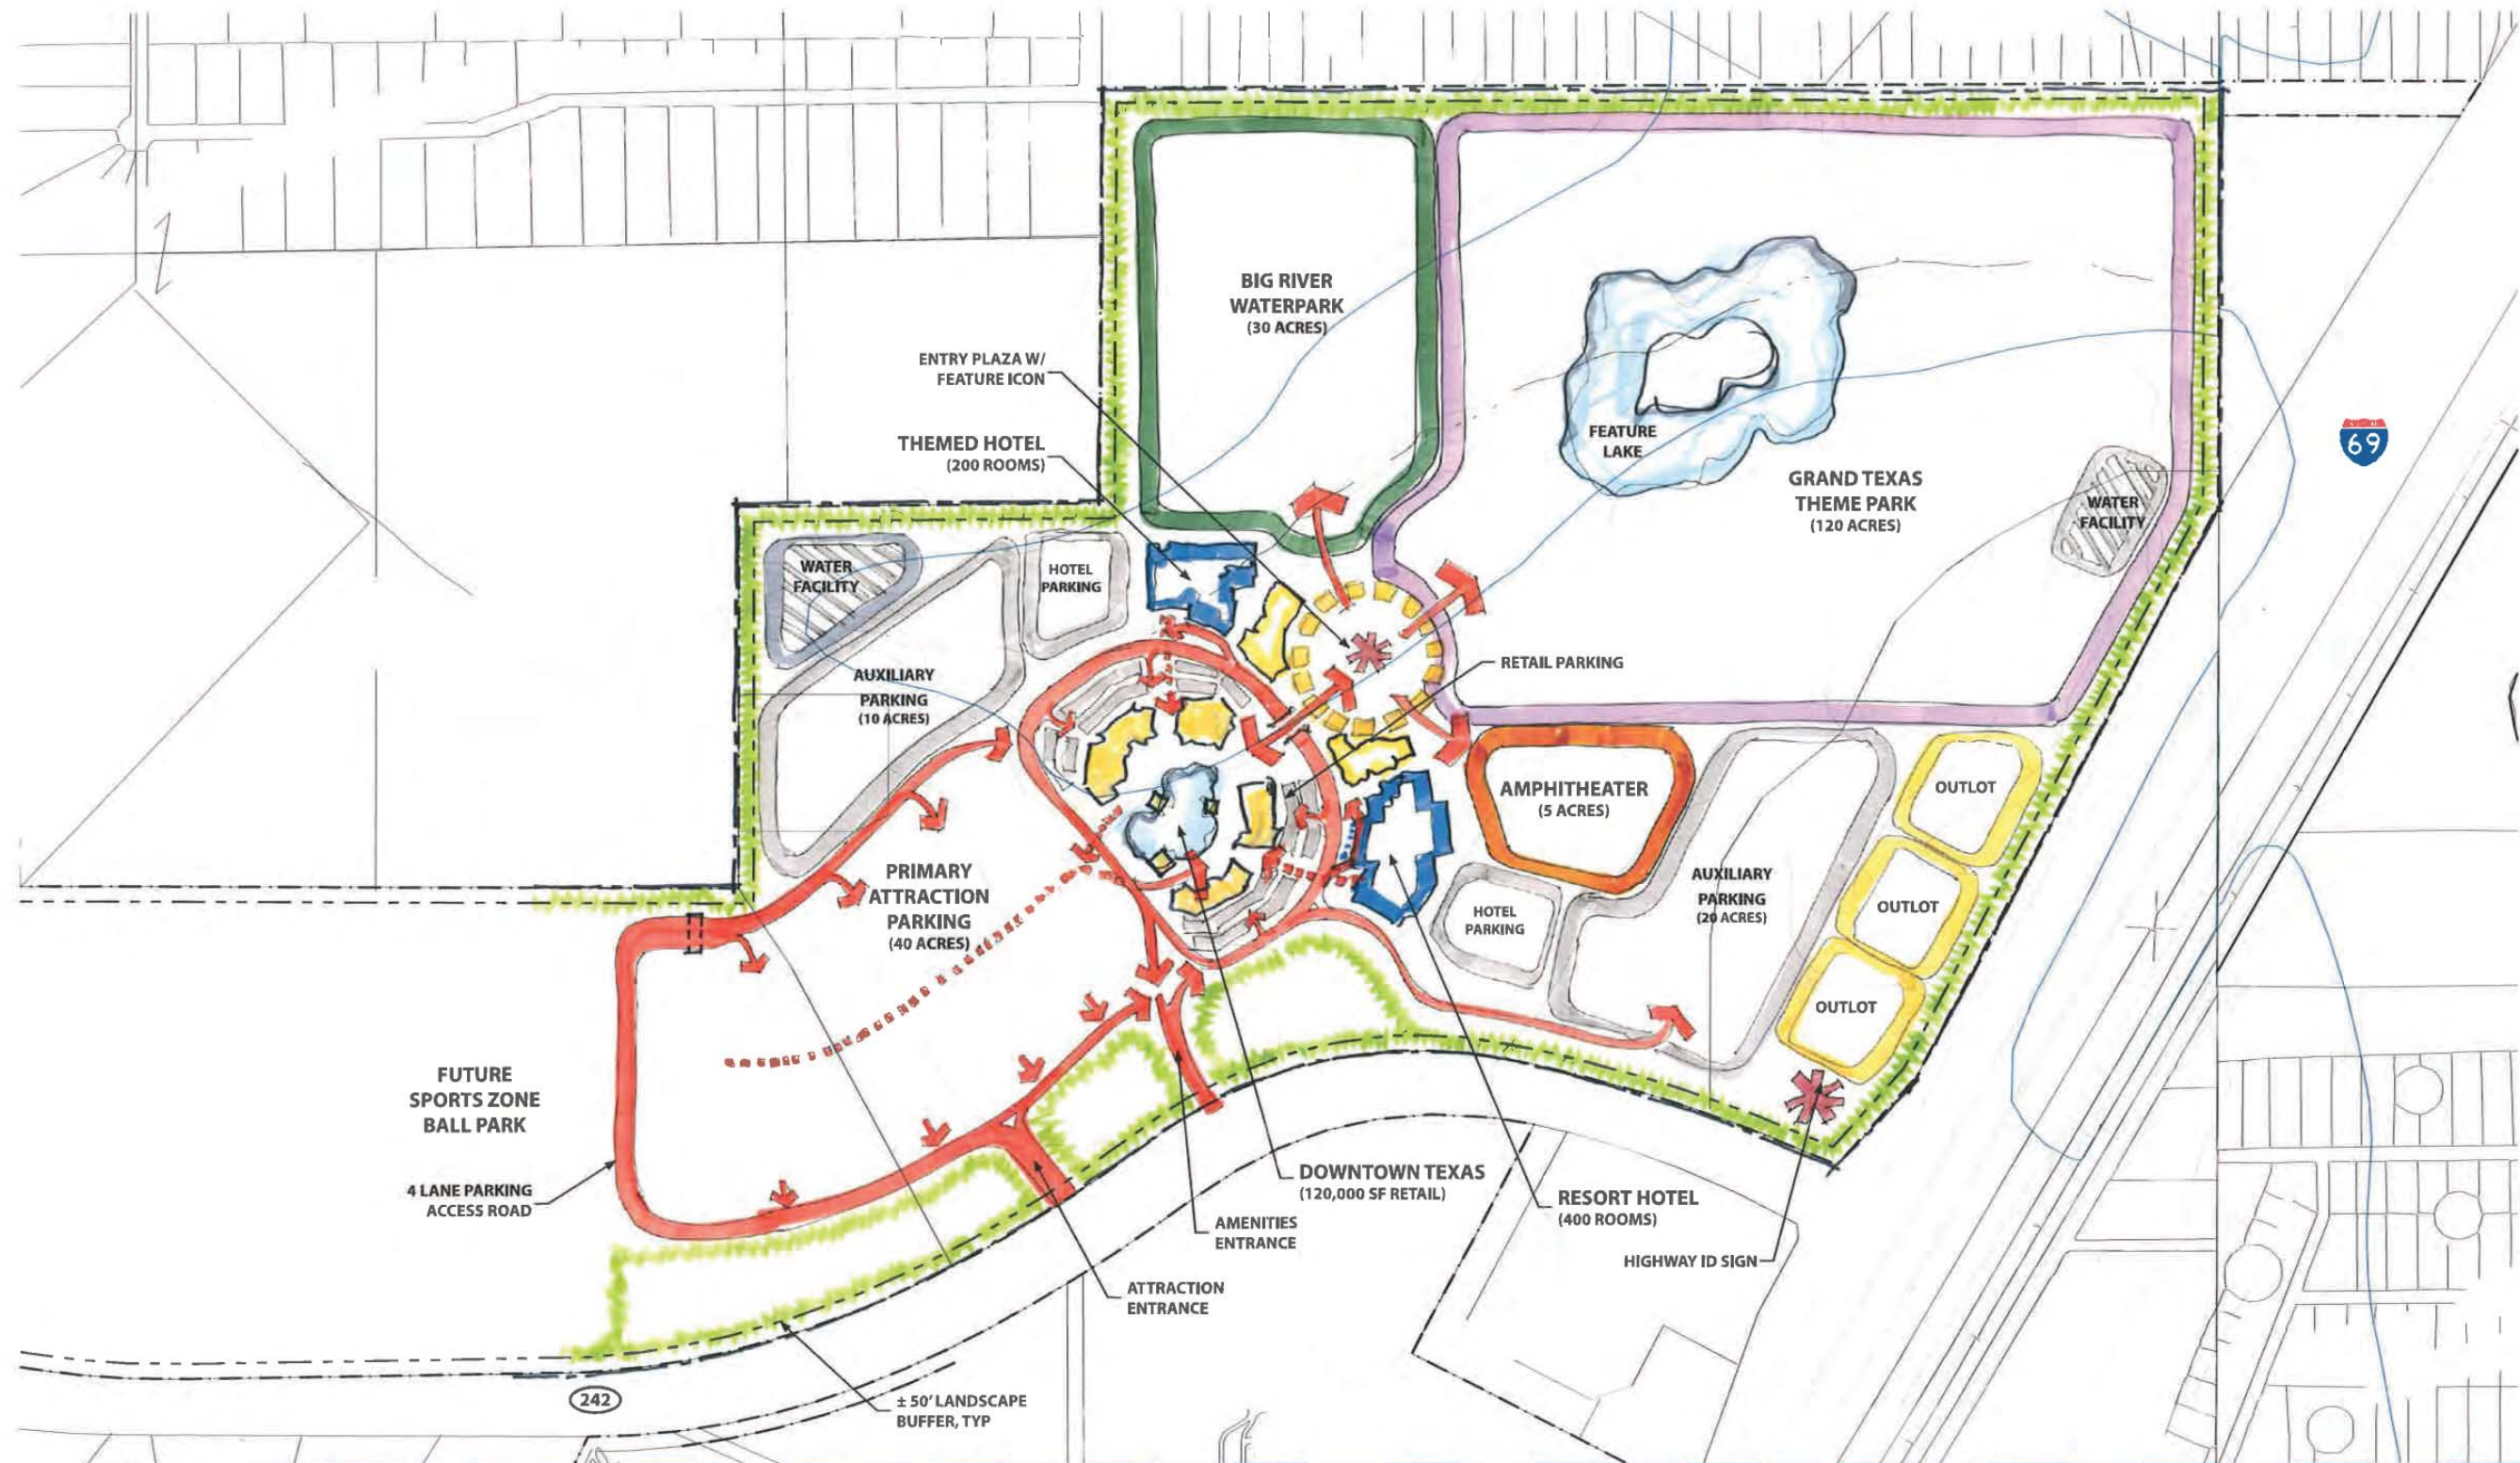 BIG RIVER
WATERPARK
(30 ACRES)
ENTRY PLAZA W/
FEATURE ICON
THEMED HOTEL
(200 ROOMS)
FEATURE
LAKE
GRAND TEXAS
THEME PARK
(120 ACRES)
WATER
FACILITY
69
WATER
FACILITY
HOTEL
PARKING
AUXILIARY
PARKING
(10 ACRES)
RETAIL PARKING
AMPHITHEATER
(5 ACRES)
OUTLOT
OUTLOT
OUTLOT
PRIMARY
ATTRACTION
PARKING
(40 ACRES)
HOTEL
PARKING
AUXILIARY
PARKING
(20 ACRES)
FUTURE
SPORTS ZONE
BALL PARK
4 LANE PARKING
ACCESS ROAD
DOWNTOWN TEXAS
(120,000 SF RETAIL)
RESORT HOTEL
(400 ROOMS)
AMENITIES
ENTRANCE
HIGHWAY ID SIGN
ATTRACTION
ENTRANCE
242
± 50' LANDSCAPE
BUFFER, TYP